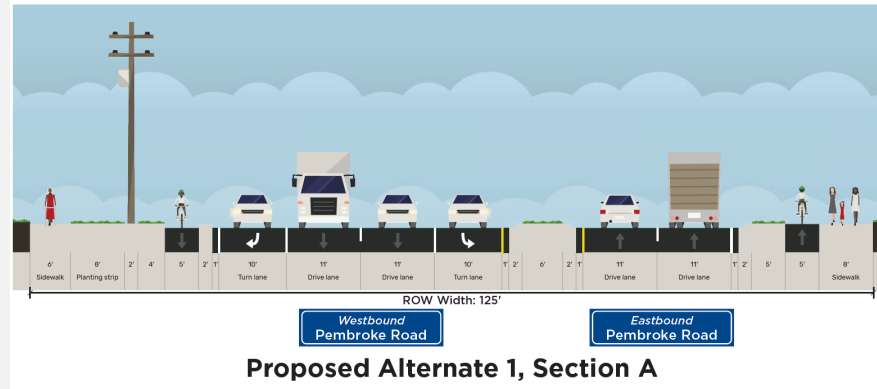 6' 8' 2' 4' 5' 2' 1' 10' 11' 11' 10' 1' 2' 6' 2' 1' 11' 11' 1' 2' 5' 5' 8'
Sidewalk Planting strip Turn lane Drive lane Drive lane Turn lane Drive lane Drive lane Sidewalk
ROW Width: 125'
Westbound
Pembroke Road
Eastbound
Pembroke Road
Proposed Alternate 1, Section A